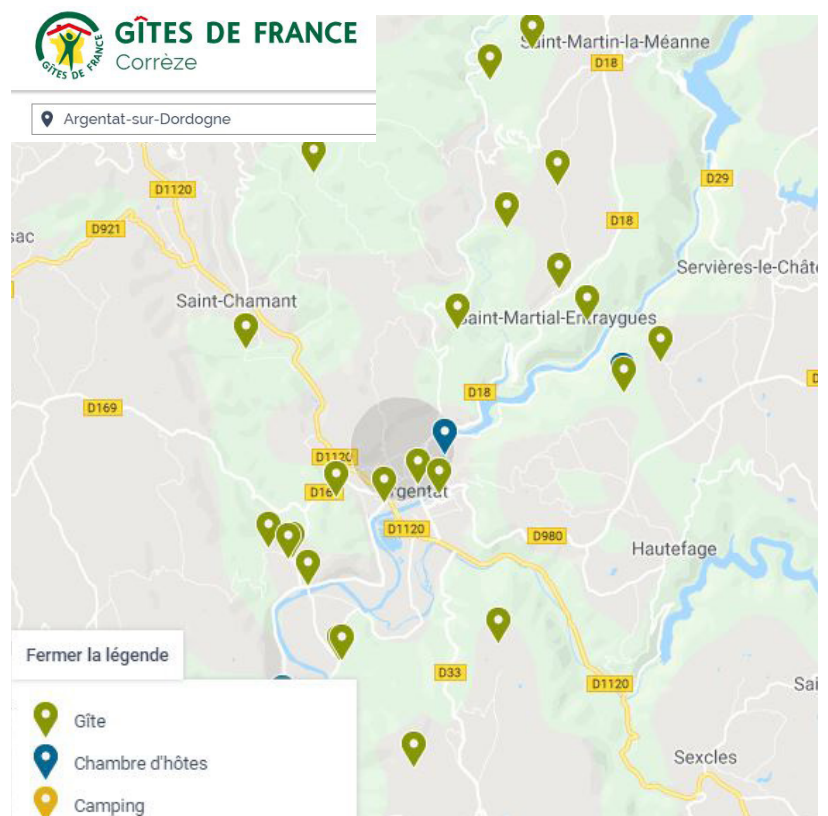 GÎTES DE FRANCE
Corrèze
GÎTES DE FRANCE
Argentat-sur-Dordogne
Saint-Martin-la-Méanne
D18
D29
D1120
D18
D921
Servières-le-Châte
Saint-Chamant
Saint-Martial-Entraygues
D18
D169
D1120
Argentat
D1120
D980
Hautefage
Fermer la légende
D33
D1120
Sai
Gîte
Sexcles
Chambre d'hôtes
Camping